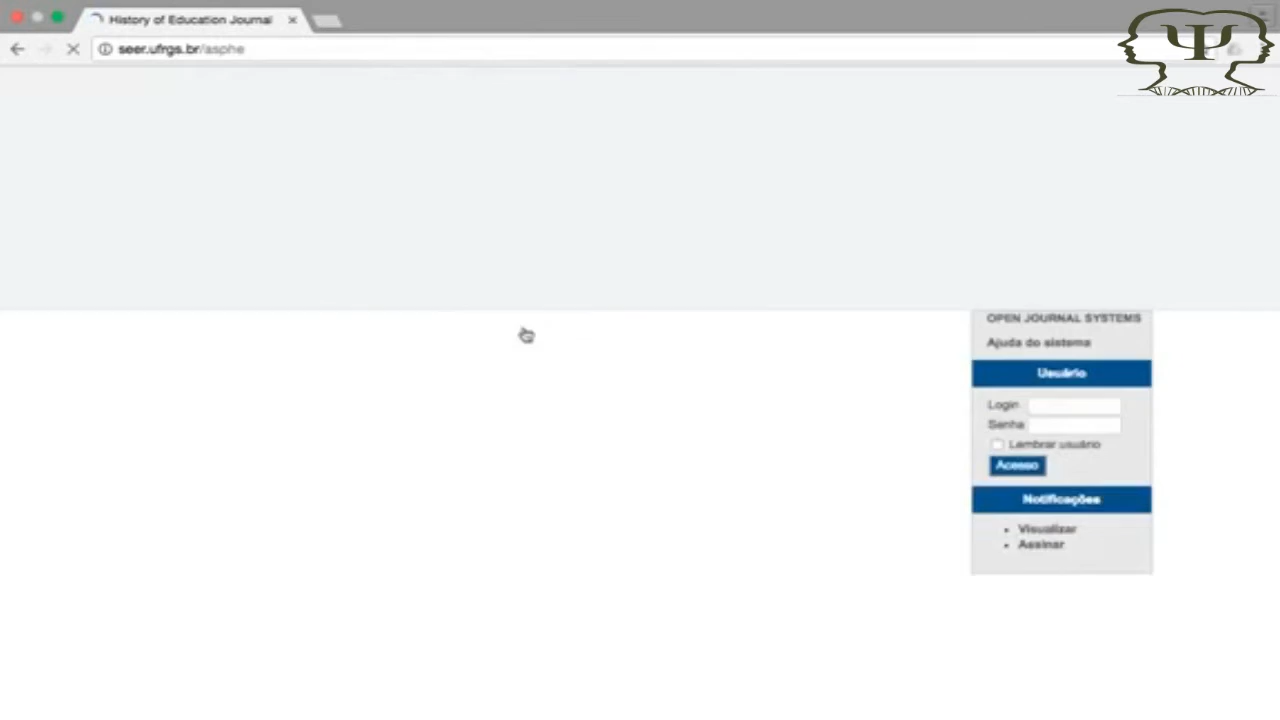 History of Education Journal
seer.ufrgs.br/asphe
Ψ
OPEN JOURNAL SYSTEMS
Ajuda do sistema
Usuário
Login
Senha
Lembrar usuário
Acesso
Notificações
Visualizar
Assinar